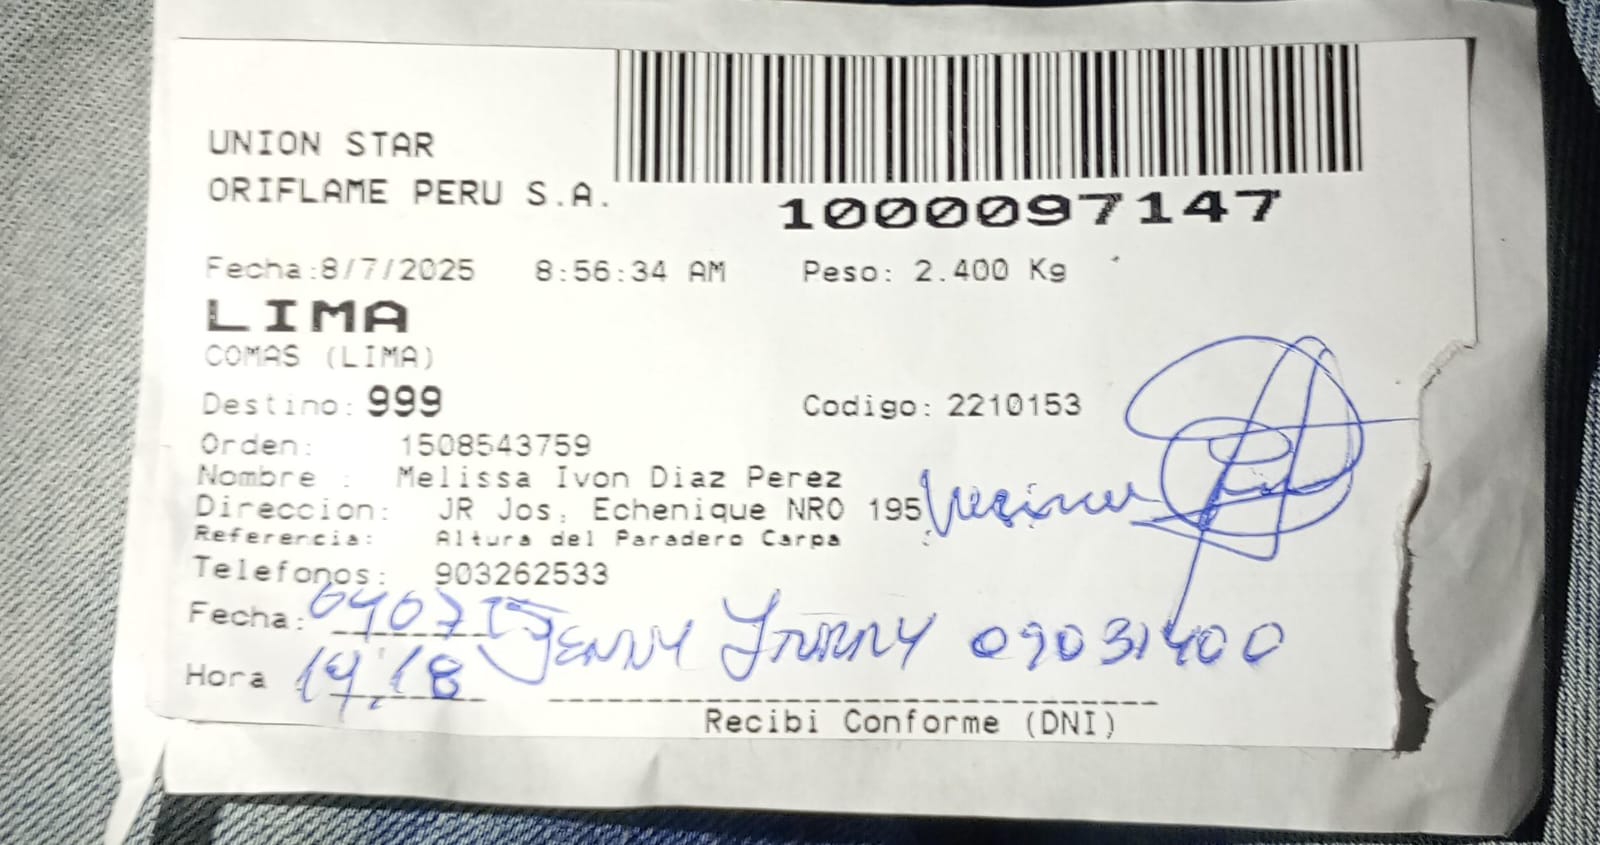 UNION STAR
ORIFLAME PERU S.A.
1000097147
Fecha:8/7/2025 8:56:34 AM Peso: 2.400 Kg
LIMA
COMAS (LIMA)
Destino: 999 Codigo: 2210153
Orden: 1508543759
Nombre : Melissa Ivon Diaz Perez
Direccion: JR Jos. Echenique NRO 195
Referencia: Altura del Paradero Carpa
Telefonos: 903262533
Fecha: JENNY 09031400
Hora 14:18
Recibi Conforme (DNI)